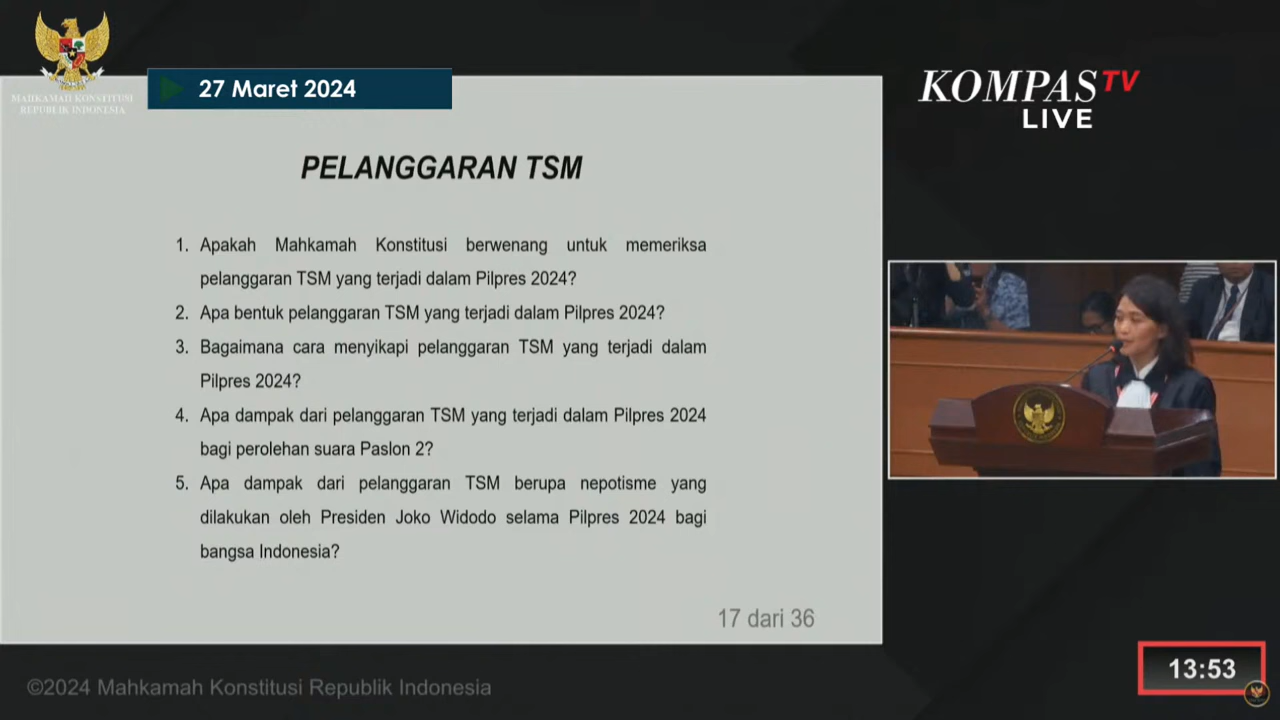 MAHKAMAH KONSTITUSI
REPUBLIK INDONESIA
27 Maret 2024
KOMPAS TV
LIVE
PELANGGARAN TSM
1. Apakah Mahkamah Konstitusi berwenang untuk memeriksa
pelanggaran TSM yang terjadi dalam Pilpres 2024?
2. Apa bentuk pelanggaran TSM yang terjadi dalam Pilpres 2024?
3. Bagaimana cara menyikapi pelanggaran TSM yang terjadi dalam
Pilpres 2024?
4. Apa dampak dari pelanggaran TSM yang terjadi dalam Pilpres 2024
bagi perolehan suara Paslon 2?
5. Apa dampak dari pelanggaran TSM berupa nepotisme yang
dilakukan oleh Presiden Joko Widodo selama Pilpres 2024 bagi
bangsa Indonesia?
17 dari 36
13:53
©2024 Mahkamah Konstitusi Republik Indonesia